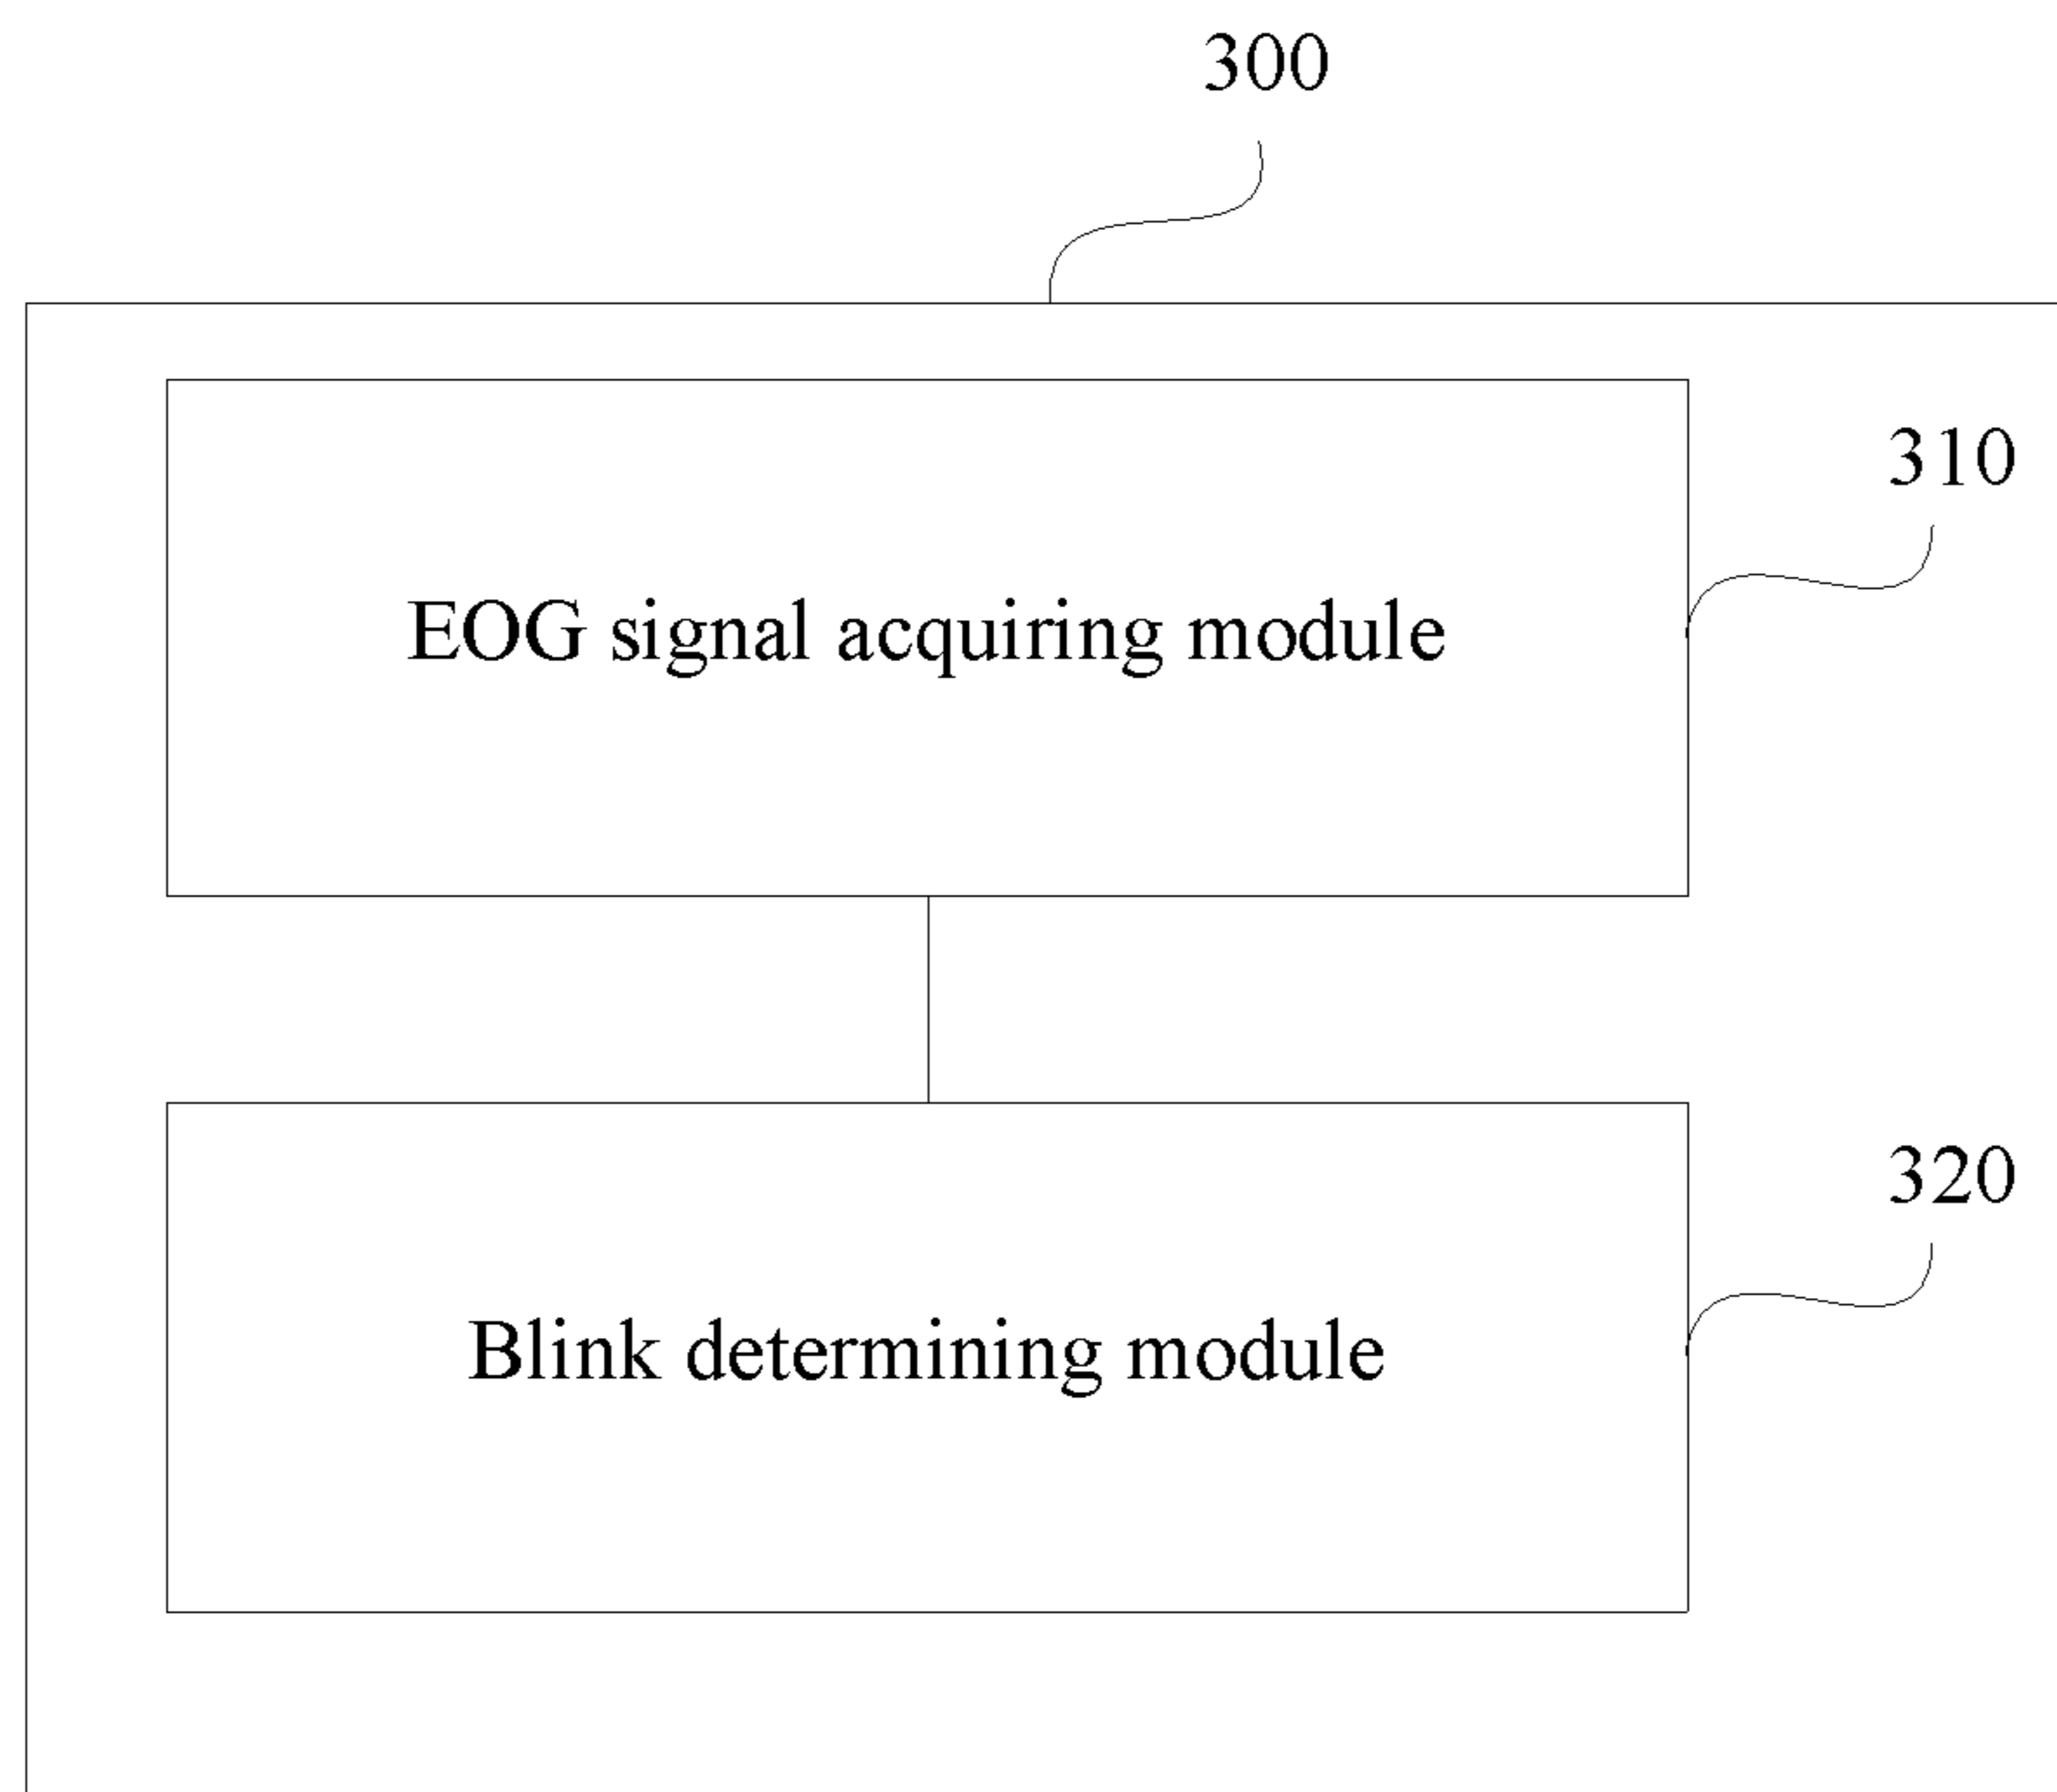 300
310
EOG signal acquiring module
320
Blink determining module